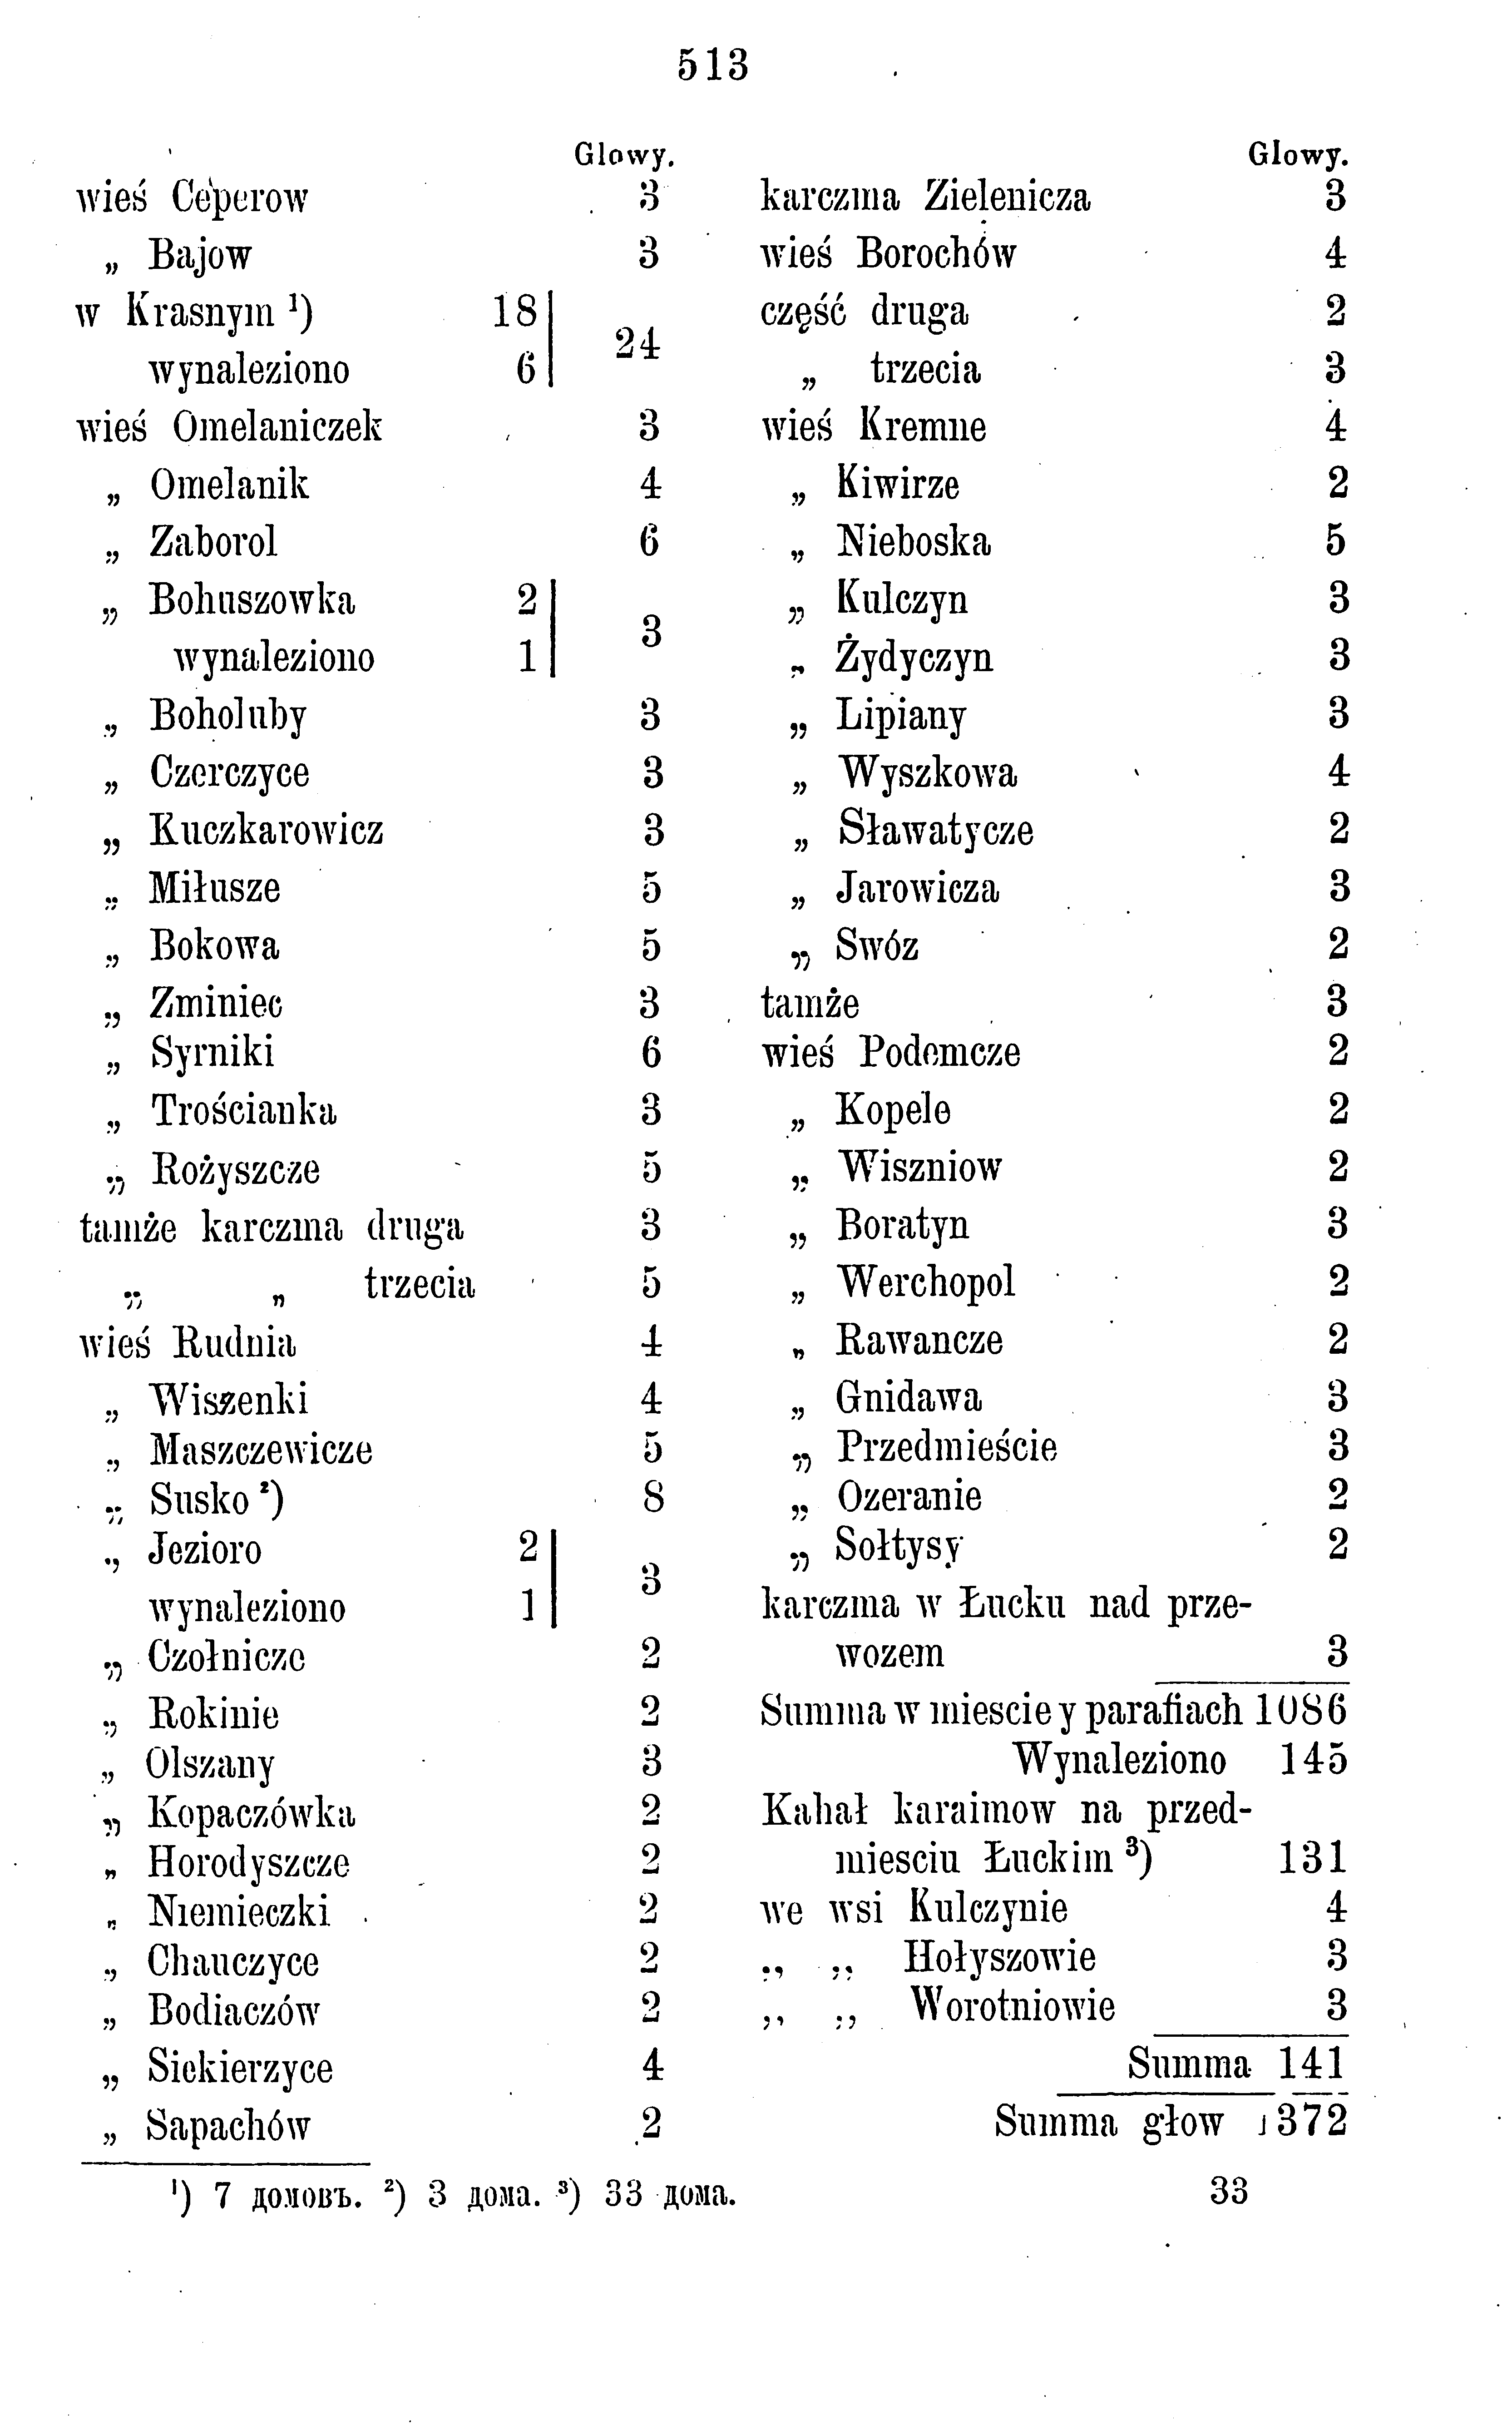 513
Glowy.
wieś Ceperow 3
„ Bajow 3
w Krasnym ¹) 18
24
wynaleziono 6
wieś Omelaniczek 3
„ Omelanik 4
„ Zaborol 6
„ Bohuszowka 2
3
wynaleziono 1
„ Boholuby 3
„ Czerczyce 3
„ Kuczkarowicz 3
„ Miłusze 5
„ Bokowa 5
„ Zminiec 3
„ Syrniki 6
„ Trościanka 3
„ Rożyszcze 5
tamże karczma druga 3
„ „ trzecia 5
wieś Rudnia 4
„ Wiszenki 4
„ Maszczewicze 5
„ Susko ²) 8
„ Jezioro 2
3
wynaleziono 1
„ Czołnicze 2
„ Rokinie 2
„ Olszany 3
„ Kopaczówka 2
„ Horodyszcze 2
„ Niemieczki 2
„ Chauczyce 2
„ Bodiaczów 2
„ Siekierzyce 4
„ Sapachów 2
Glowy.
karczma Zielenicza 3
wieś Borochów 4
część druga 2
„ trzecia 3
wieś Kremne 4
„ Kiwirze 2
„ Nieboska 5
„ Kulczyn 3
„ Żydyczyn 3
„ Lipiany 3
„ Wyszkowa 4
„ Sławatycze 2
„ Jarowicza 3
„ Swóz 2
tamże 3
wieś Podemcze 2
„ Kopele 2
„ Wiszniow 2
„ Boratyn 3
„ Werchopol 2
„ Rawancze 2
„ Gnidawa 3
„ Przedmieście 3
„ Ozeranie 2
„ Sołtysy 2
karczma w Łucku nad prze-
wozem 3
Summa w miescie y parafiach 1086
Wynaleziono 145
Kahał karaimow na przed-
miesciu Łuckim ³) 131
we wsi Kulczynie 4
„ „ Hołyszowie 3
„ „ Worotniowie 3
Summa 141
Summa głow 1372
¹) 7 домовъ. ²) 3 дома. ³) 33 дома.
33